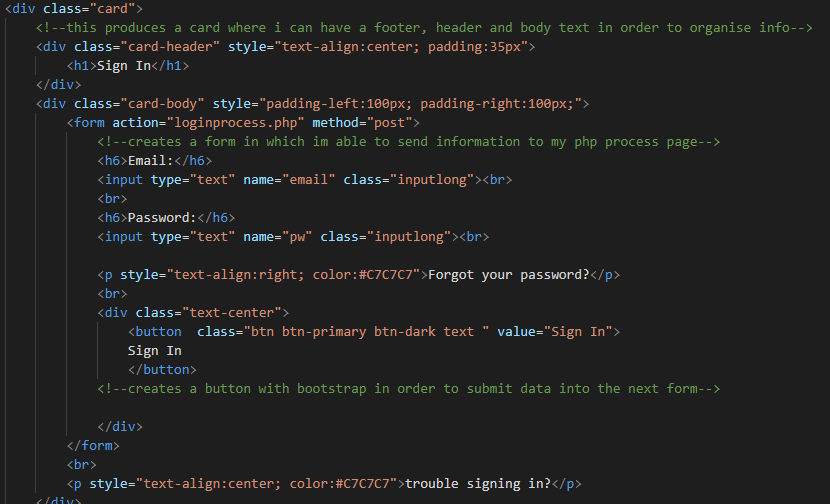 <div class="card">
<!--this produces a card where i can have a footer, header and body text in order to organise info-->
<div class="card-header" style="text-align:center; padding:35px">
<h1>Sign In</h1>
</div>
<div class="card-body" style="padding-left:100px; padding-right:100px;">
<form action="loginprocess.php" method="post">
<!--creates a form in which im able to send information to my php process page-->
<h6>Email:</h6>
<input type="text" name="email" class="inputlong"><br>
<br>
<h6>Password:</h6>
<input type="text" name="pw" class="inputlong"><br>
<p style="text-align:right; color:#C7C7C7">Forgot your password?</p>
<br>
<div class="text-center">
<button  class="btn btn-primary btn-dark text " value="Sign In">
Sign In
</button>
<!--creates a button with bootstrap in order to submit data into the next form-->
</div>
</form>
<br>
<p style="text-align:center; color:#C7C7C7">trouble signing in?</p>
</div>